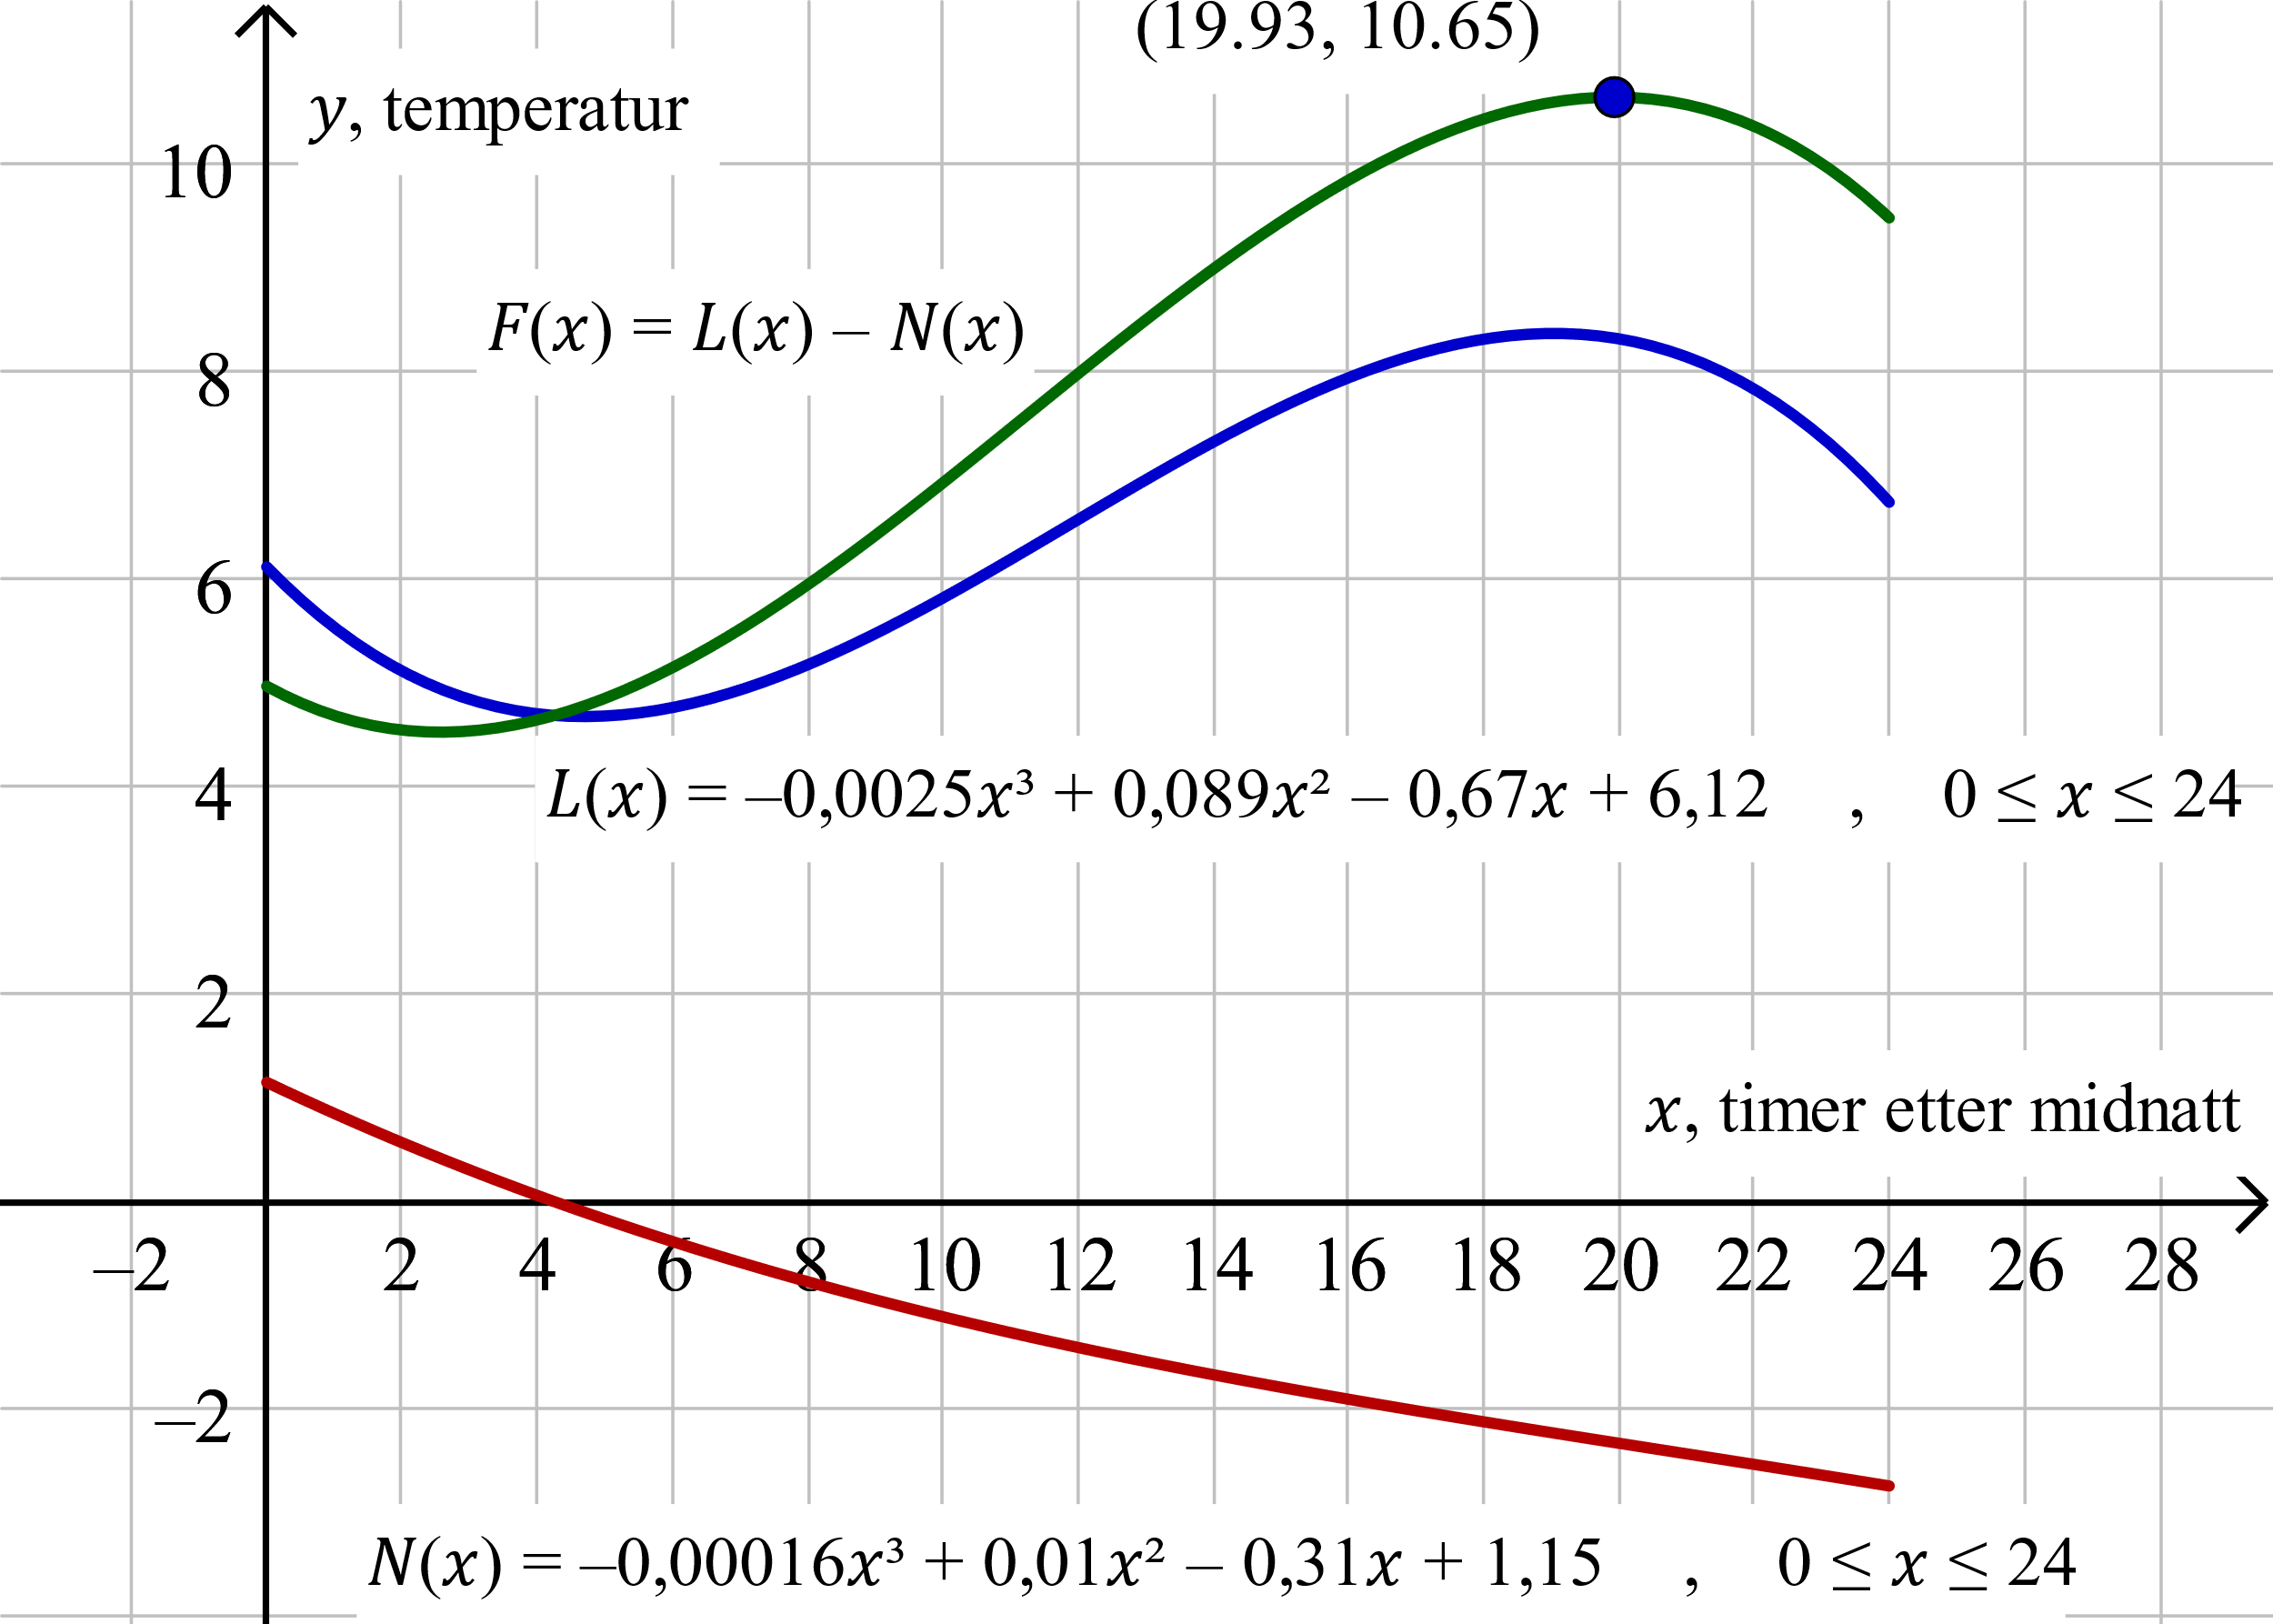 (19.93, 10.65)
y, temperatur
10
F(x) = L(x) – N(x)
8
6
4
L(x) = –0,0025x³ + 0,089x² – 0,67x + 6,12 , 0 ≤ x ≤ 24
2
x, timer etter midnatt
–2 2 4 6 8 10 12 14 16 18 20 22 24 26 28
–2
N(x) = –0,00016x³ + 0,01x² – 0,31x + 1,15 , 0 ≤ x ≤ 24